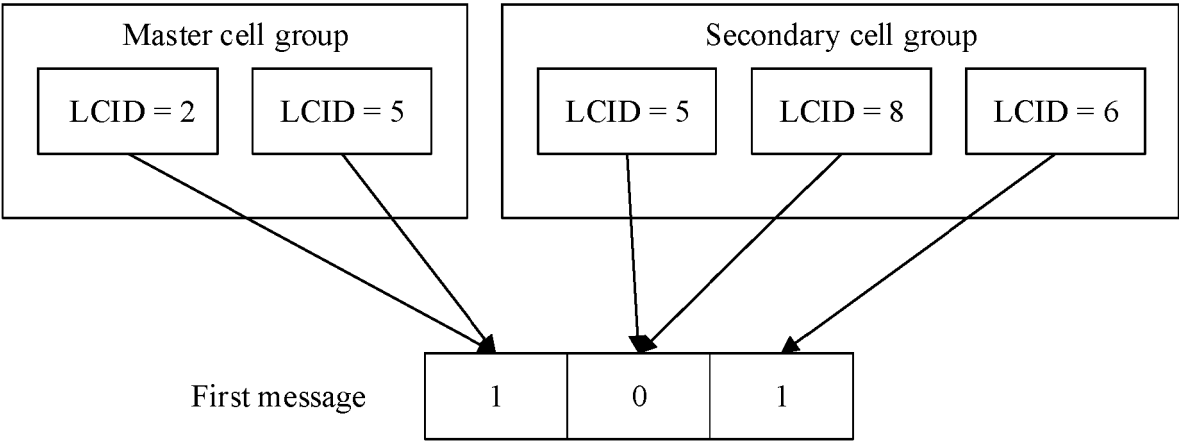 Master cell group
LCID = 2
LCID = 5
Secondary cell group
LCID = 5
LCID = 8
LCID = 6
First message
1
0
1